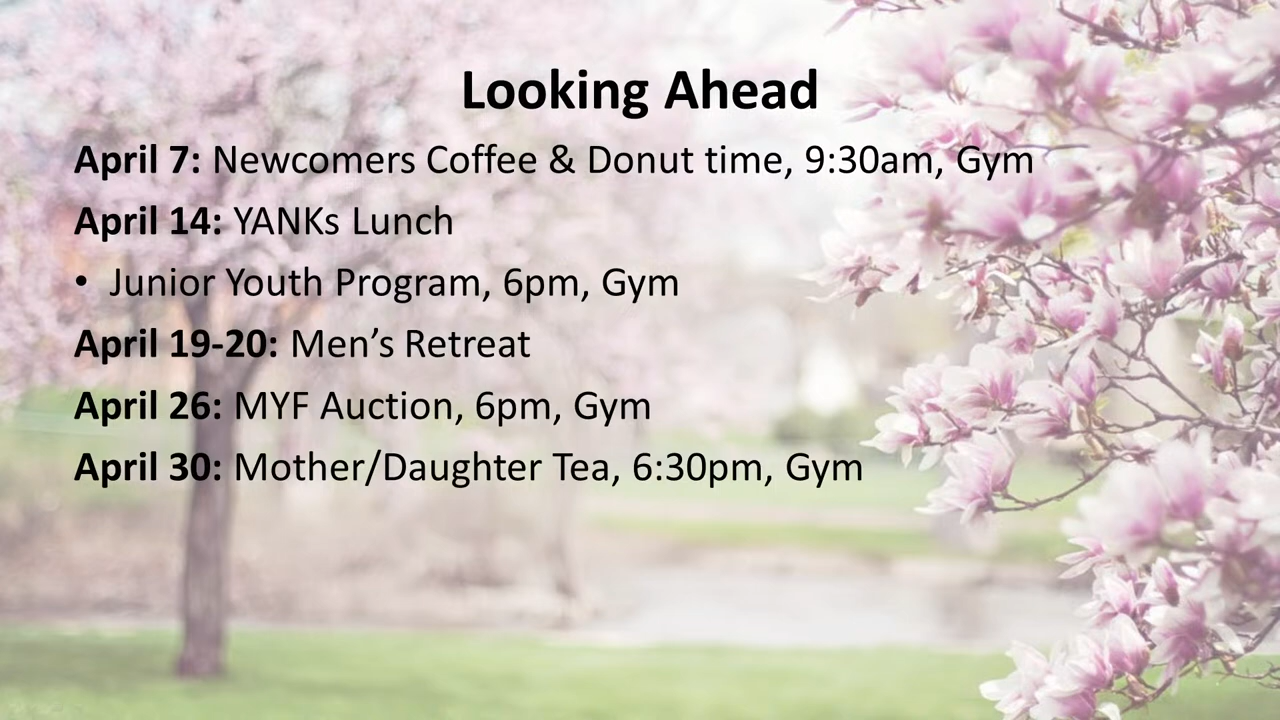 Looking Ahead
April 7: Newcomers Coffee & Donut time, 9:30am, Gym
April 14: YANKs Lunch
• Junior Youth Program, 6pm, Gym
April 19-20: Men’s Retreat
April 26: MYF Auction, 6pm, Gym
April 30: Mother/Daughter Tea, 6:30pm, Gym